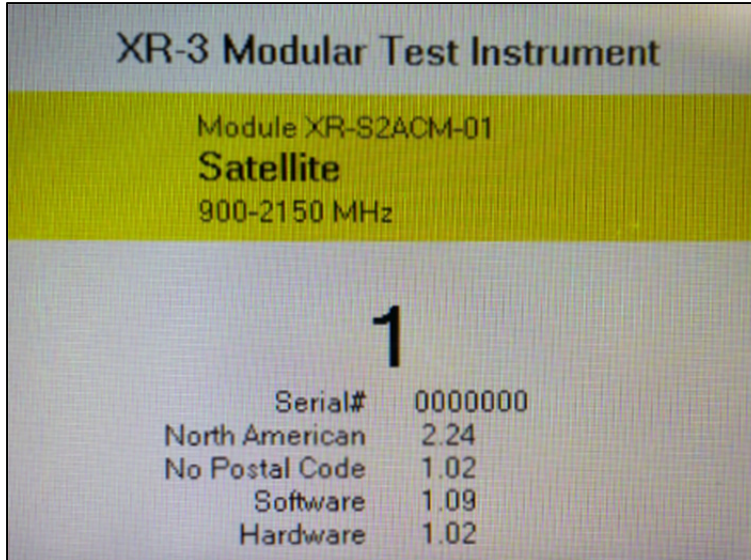 XR-3 Modular Test Instrument
Module XR-S2ACM-01
Satellite
900-2150 MHz
1
Serial# 0000000
North American 2.24
No Postal Code 1.02
Software 1.09
Hardware 1.02